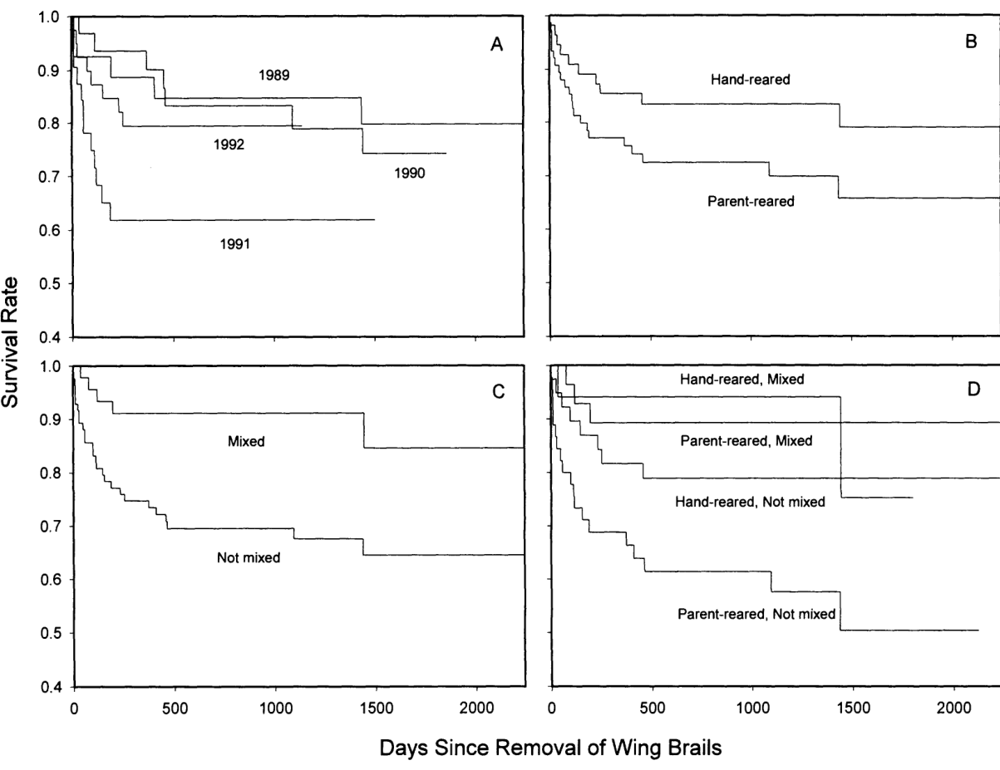 1.0
0.9
0.8
0.7
0.6
0.5
0.4
A
1989
1992
1990
1991
B
Hand-reared
Parent-reared
Survival Rate
1.0
0.9
0.8
0.7
0.6
0.5
0.4
C
Mixed
Not mixed
0 500 1000 1500 2000
D
Hand-reared, Mixed
Parent-reared, Mixed
Hand-reared, Not mixed
Parent-reared, Not mixed
0 500 1000 1500 2000
Days Since Removal of Wing Brails